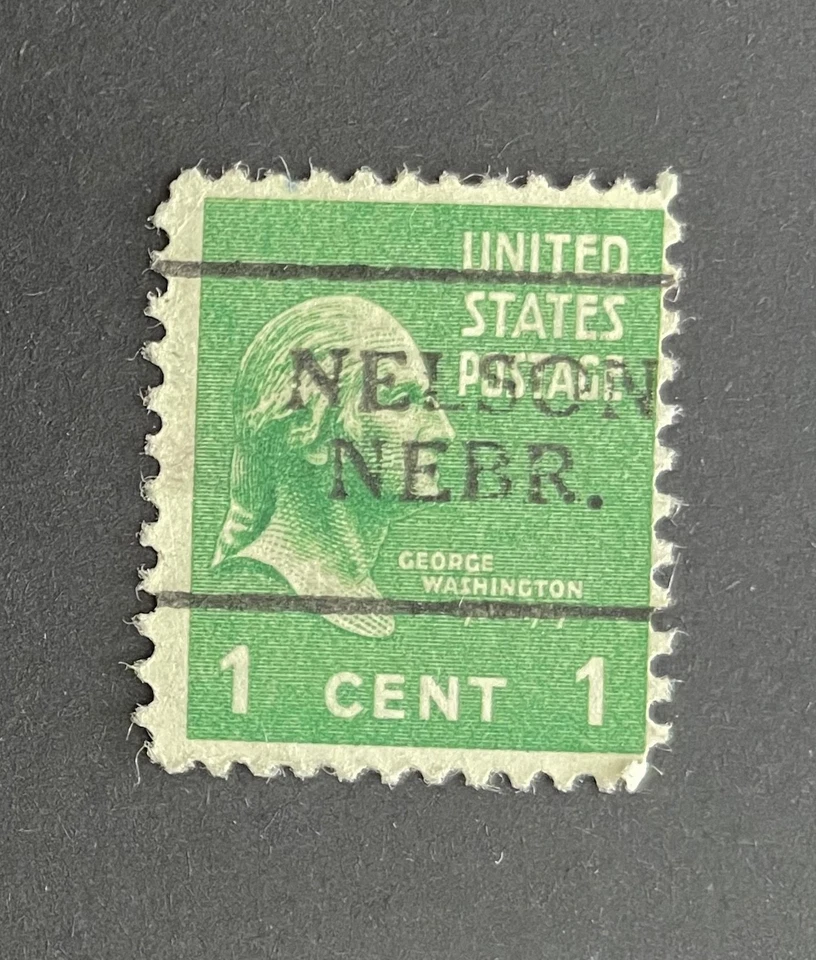 UNITED
STATES
POSTAGE
NELSON
NEBR.
GEORGE
WASHINGTON
1 CENT 1